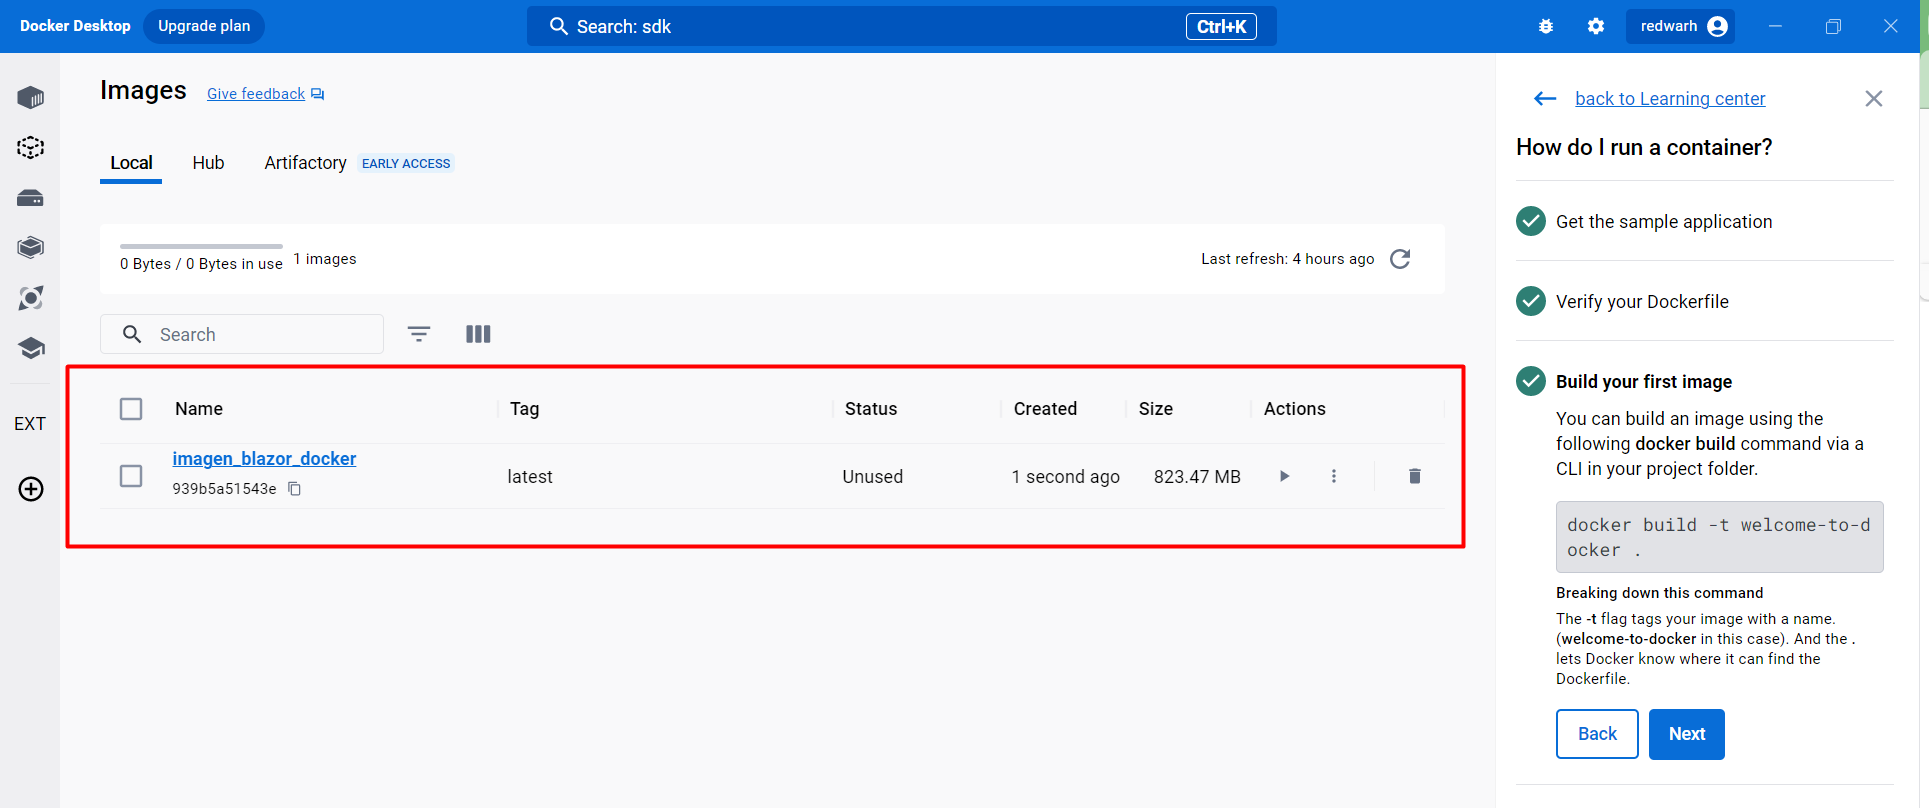 Docker Desktop Upgrade plan Search: sdk Ctrl+K redwarh
Images Give feedback
Local Hub Artifactory EARLY ACCESS
0 Bytes / 0 Bytes in use 1 images Last refresh: 4 hours ago
Search
EXT
Name Tag Status Created Size Actions
imagen_blazor_docker
939b5a51543e
latest Unused 1 second ago 823.47 MB
back to Learning center
How do I run a container?
Get the sample application
Verify your Dockerfile
Build your first image
You can build an image using the
following docker build command via a
CLI in your project folder.
docker build -t welcome-to-d
ocker .
Breaking down this command
The -t flag tags your image with a name.
(welcome-to-docker in this case). And the .
lets Docker know where it can find the
Dockerfile.
Back Next